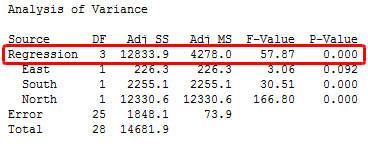 Analysis of Variance
Source DF Adj SS Adj MS F-Value P-Value
Regression 3 12833.9 4278.0 57.87 0.000
East 1 226.3 226.3 3.06 0.092
South 1 2255.1 2255.1 30.51 0.000
North 1 12330.6 12330.6 166.80 0.000
Error 25 1848.1 73.9
Total 28 14681.9